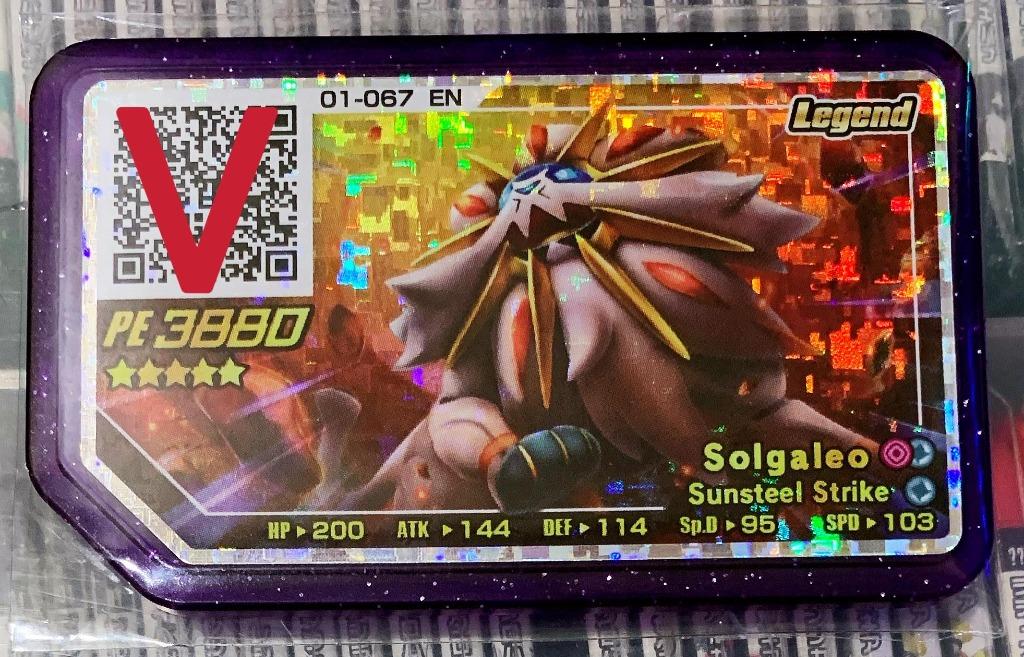 01-067 EN
Legend
V
PE 3880
Solgaleo
Sunsteel Strike
HP ▸ 200 ATK ▸ 144 DEF ▸ 114 Sp.D ▸ 95 SPD ▸ 103